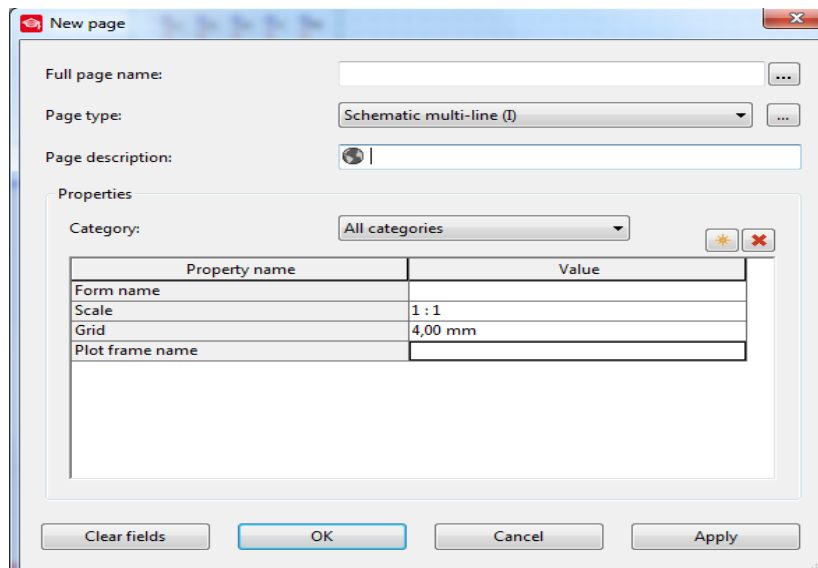 New page
Full page name:
...
Page type:
Schematic multi-line (I)
...
Page description:
Properties
Category:
All categories
Property name Value
Form name
Scale 1 : 1
Grid 4,00 mm
Plot frame name
Clear fields OK Cancel Apply